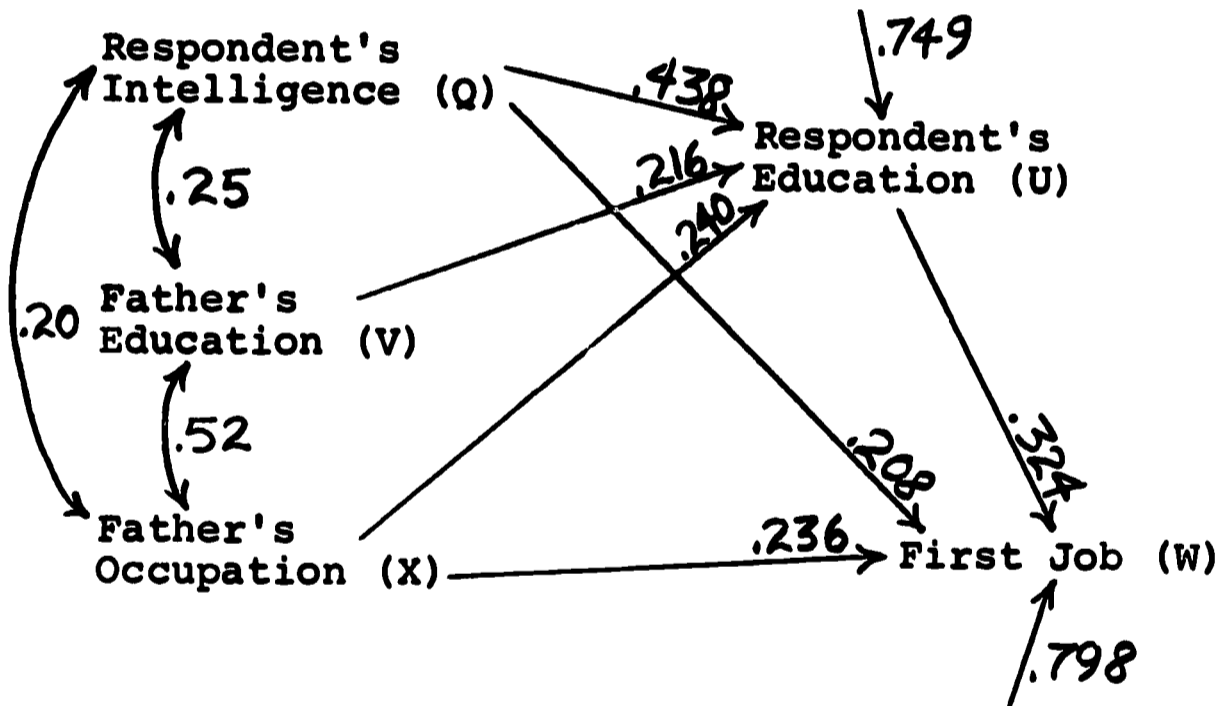 Respondent's
Intelligence (Q)
.749
.438
Respondent's
Education (U)
.25
.216
.240
Father's
Education (V)
.20
.52
.208
.324
Father's
Occupation (X)
.236
First Job (W)
.798